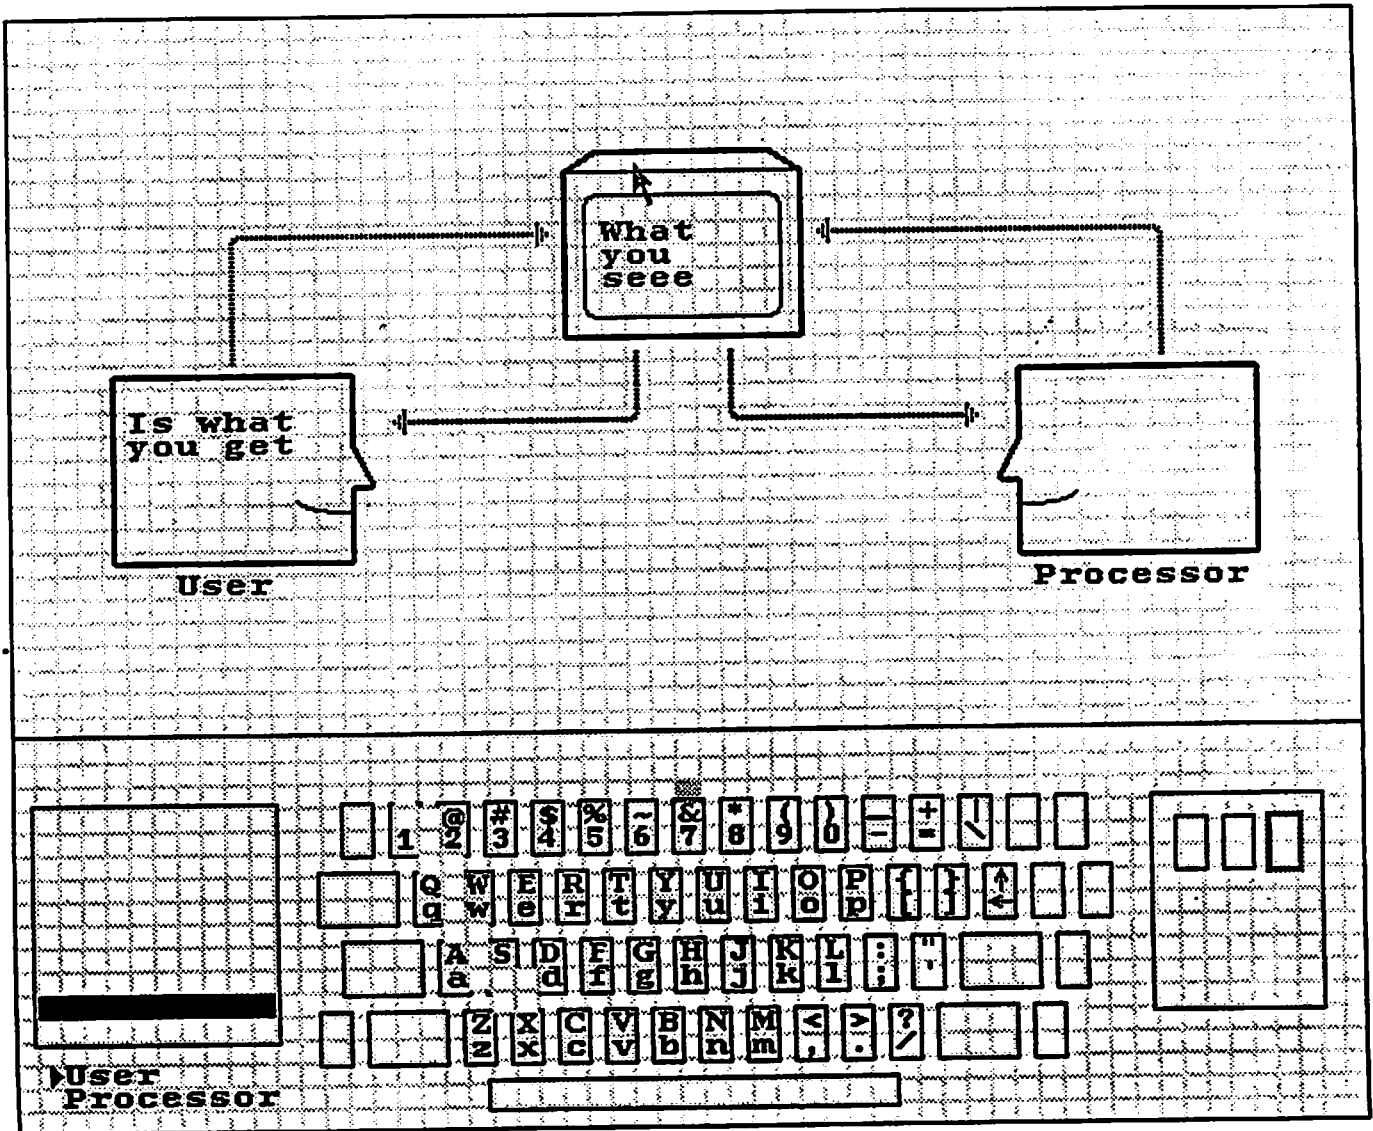 What
you
seee
Is what
you get
User
Processor
@ # $ % ~ & * ( ) _ + |
1 2 3 4 5 6 7 8 9 0 - = \
Q W E R T Y U I O P { } ↑
q w e r t y u i o p [ ] ←
A S D F G H J K L : "
a d f g h j k l ; '
Z X C V B N M < > ?
z x c v b n m , . /
User
Processor